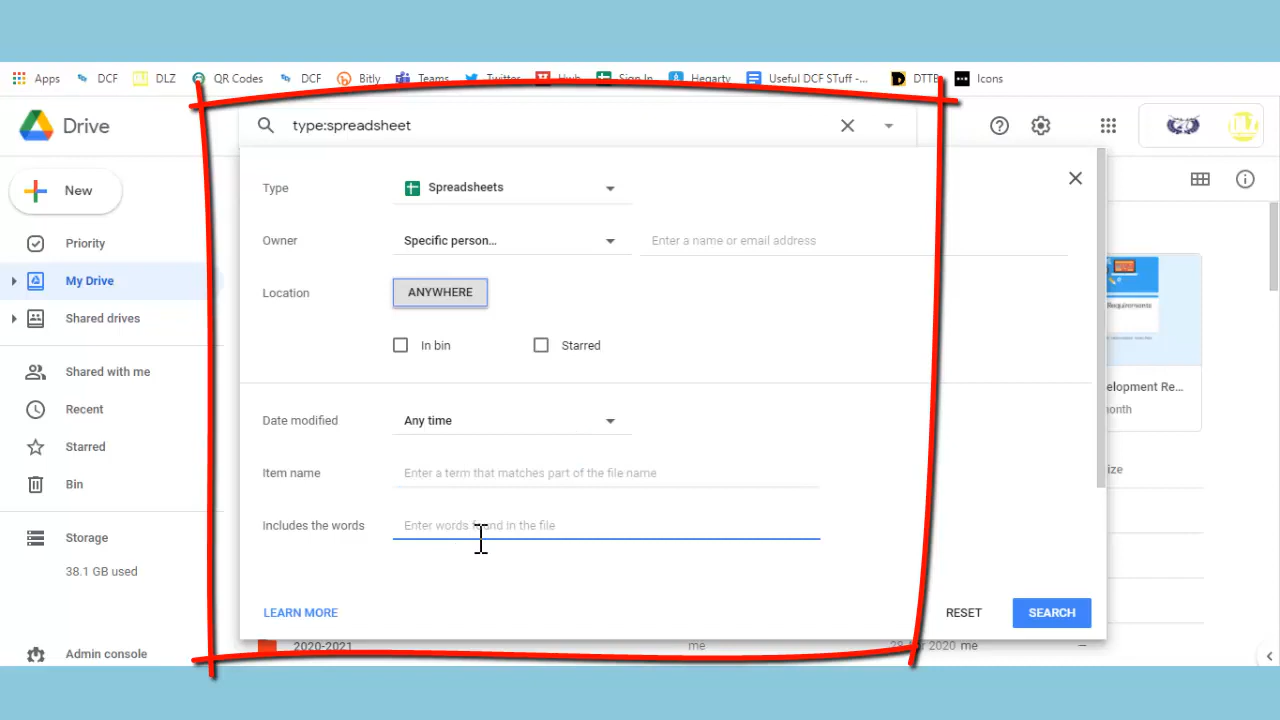 Apps DCF DLZ QR Codes DCF Bitly Teams Twitter Hwb Sign In Hegarty Useful DCF STuff -... DTTB Icons
Drive
type:spreadsheet
New
Type Spreadsheets
Priority
Owner Specific person... Enter a name or email address
My Drive
Location ANYWHERE
Shared drives
In bin Starred
Shared with me
elopment Re...
Recent
onth
Date modified Any time
Starred
Item name Enter a term that matches part of the file name
ize
Bin
Includes the words Enter words found in the file
Storage
38.1 GB used
LEARN MORE RESET SEARCH
2020-2021 me 2020 me
Admin console